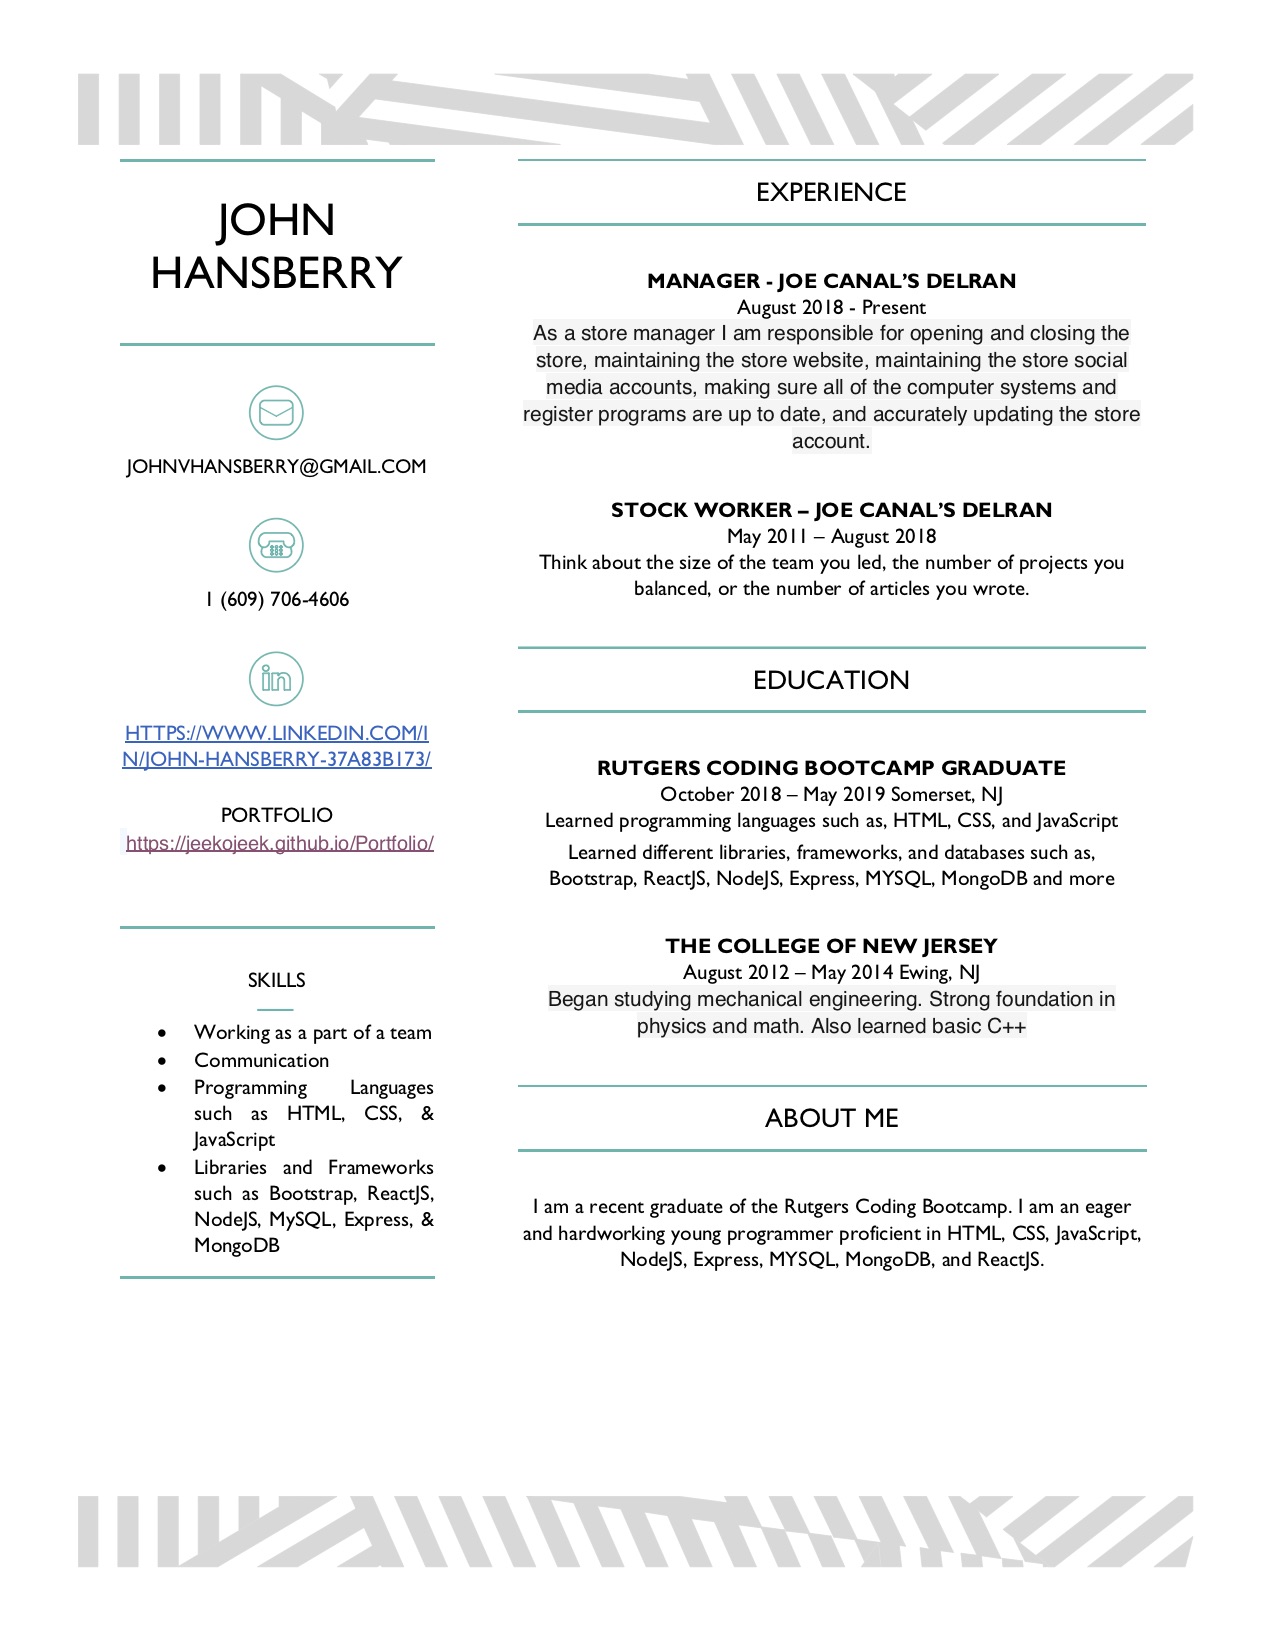 JOHN
HANSBERRY
JOHNVHANSBERRY@GMAIL.COM
1 (609) 706-4606
in
HTTPS://WWW.LINKEDIN.COM/I
N/JOHN-HANSBERRY-37A83B173/
PORTFOLIO
https://jeekojeek.github.io/Portfolio/
SKILLS
• Working as a part of a team
• Communication
• Programming Languages
such as HTML, CSS, &
JavaScript
• Libraries and Frameworks
such as Bootstrap, ReactJS,
NodeJS, MySQL, Express, &
MongoDB
EXPERIENCE
MANAGER - JOE CANAL’S DELRAN
August 2018 - Present
As a store manager I am responsible for opening and closing the
store, maintaining the store website, maintaining the store social
media accounts, making sure all of the computer systems and
register programs are up to date, and accurately updating the store
account.
STOCK WORKER – JOE CANAL’S DELRAN
May 2011 – August 2018
Think about the size of the team you led, the number of projects you
balanced, or the number of articles you wrote.
EDUCATION
RUTGERS CODING BOOTCAMP GRADUATE
October 2018 – May 2019 Somerset, NJ
Learned programming languages such as, HTML, CSS, and JavaScript
Learned different libraries, frameworks, and databases such as,
Bootstrap, ReactJS, NodeJS, Express, MYSQL, MongoDB and more
THE COLLEGE OF NEW JERSEY
August 2012 – May 2014 Ewing, NJ
Began studying mechanical engineering. Strong foundation in
physics and math. Also learned basic C++
ABOUT ME
I am a recent graduate of the Rutgers Coding Bootcamp. I am an eager
and hardworking young programmer proficient in HTML, CSS, JavaScript,
NodeJS, Express, MYSQL, MongoDB, and ReactJS.